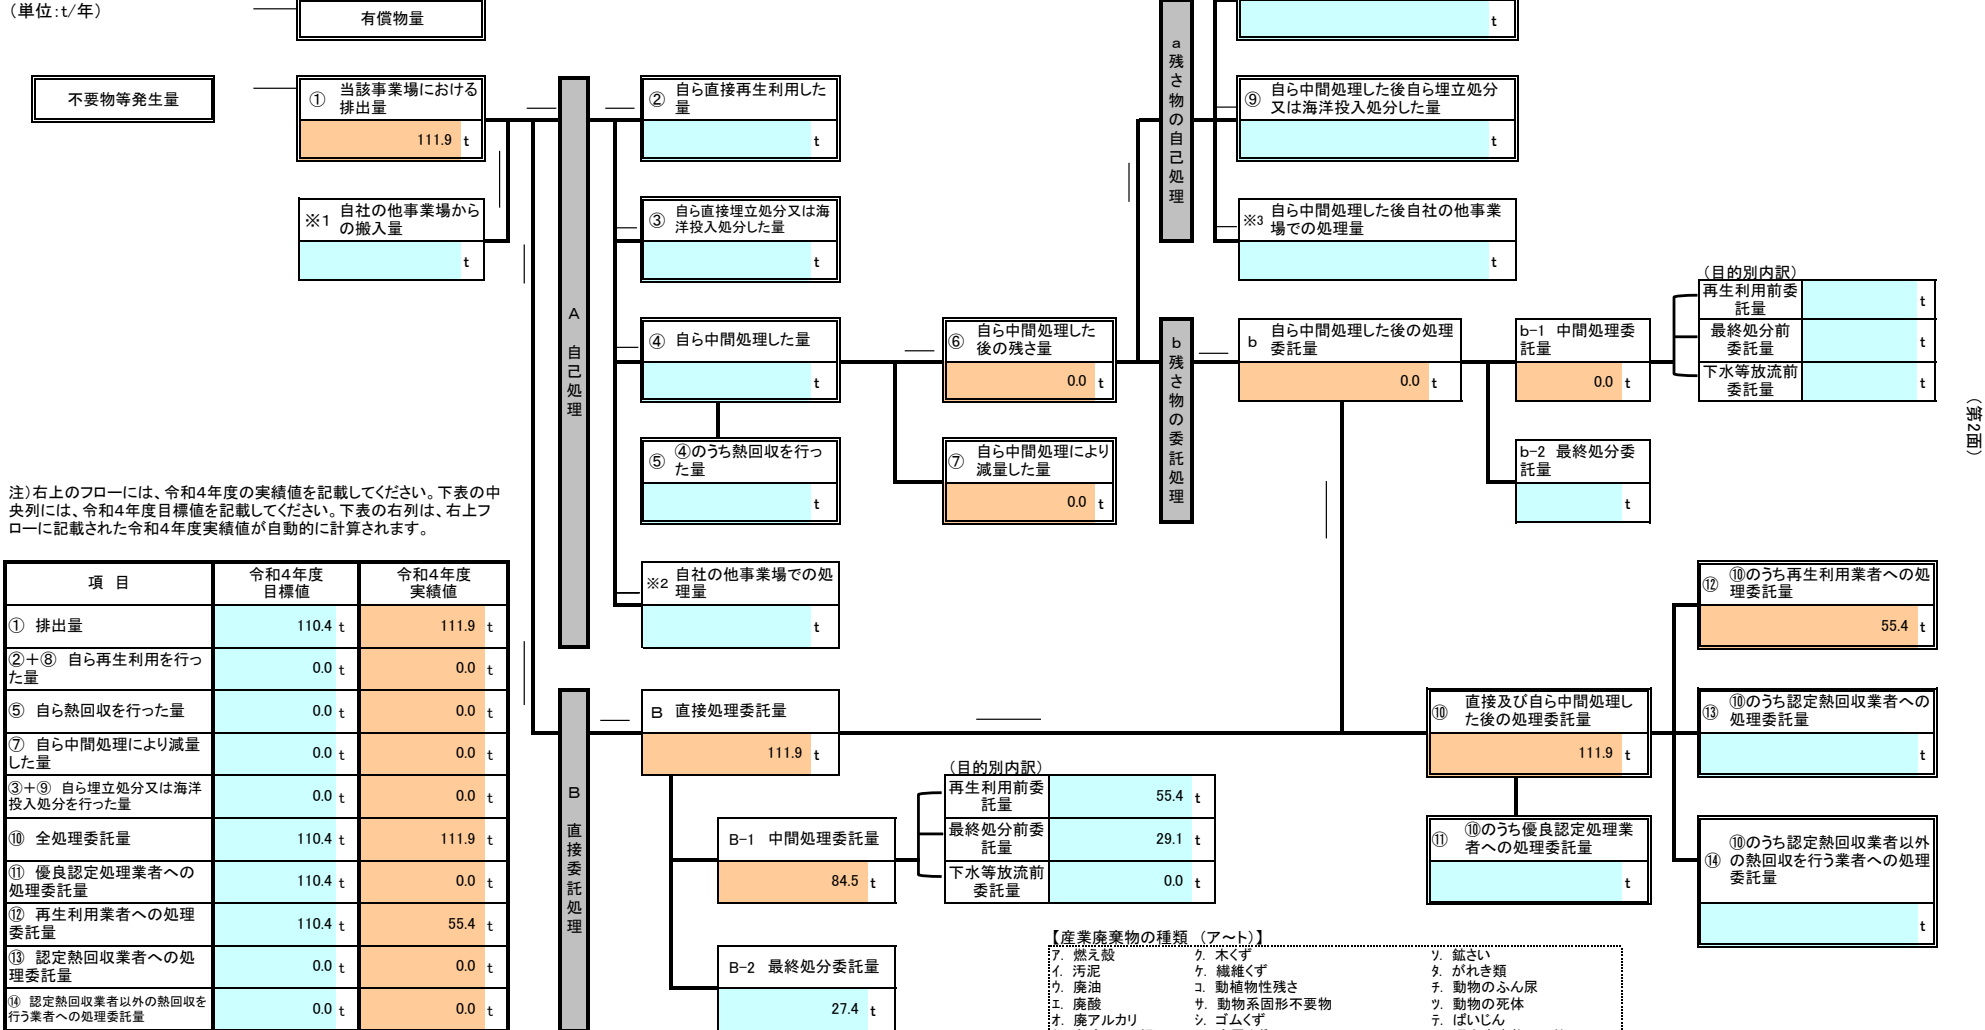 （単位:t/年）
有償物量
t
不要物等発生量
① 当該事業場における
排出量
111.9 t
※1 自社の他事業場から
の搬入量
t
A 自己処理
② 自ら直接再生利用した
量
t
③ 自ら直接埋立処分又は海
洋投入処分した量
t
④ 自ら中間処理した量
t
⑤ ④のうち熱回収を行っ
た量
t
※2 自社の他事業場での処
理量
t
⑥ 自ら中間処理した
後の残さ量
0.0 t
⑦ 自ら中間処理により
減量した量
0.0 t
a 残さ物の自己処理
⑨ 自ら中間処理した後自ら埋立処分
又は海洋投入処分した量
t
※3 自ら中間処理した後自社の他事業
場での処理量
t
b 残さ物の委託処理
b 自ら中間処理した後の処理
委託量
0.0 t
b-1 中間処理委
託量
0.0 t
b-2 最終処分委
託量
t
（目的別内訳）
再生利用前委
託量
t
最終処分前
委託量
t
下水等放流前
委託量
t
（第2面）
注）右上のフローには、令和４年度の実績値を記載してください。下表の中
央列には、令和４年度目標値を記載してください。下表の右列は、右上フ
ローに記載された令和４年度実績値が自動的に計算されます。
項 目 令和４年度
目標値 令和４年度
実績値
① 排出量 110.4 t 111.9 t
②＋⑧ 自ら再生利用を行っ
た量 0.0 t 0.0 t
⑤ 自ら熱回収を行った量 0.0 t 0.0 t
⑦ 自ら中間処理により減量
した量 0.0 t 0.0 t
③＋⑨ 自ら埋立処分又は海洋
投入処分を行った量 0.0 t 0.0 t
⑩ 全処理委託量 110.4 t 111.9 t
⑪ 優良認定処理業者への
処理委託量 110.4 t 0.0 t
⑫ 再生利用業者への処理
委託量 110.4 t 55.4 t
⑬ 認定熱回収業者への処
理委託量 0.0 t 0.0 t
⑭ 認定熱回収業者以外の熱回収を
行う業者への処理委託量 0.0 t 0.0 t
B 直接委託処理
B 直接処理委託量
111.9 t
B-1 中間処理委託量
84.5 t
B-2 最終処分委託量
27.4 t
（目的別内訳）
再生利用前委
託量
55.4 t
最終処分前委
託量
29.1 t
下水等放流前
委託量
0.0 t
⑩ 直接及び自ら中間処理し
た後の処理委託量
111.9 t
⑪ ⑩のうち優良認定処理業
者への処理委託量
t
⑫ ⑩のうち再生利用業者への処
理委託量
55.4 t
⑬ ⑩のうち認定熱回収業者への
処理委託量
t
⑭ ⑩のうち認定熱回収業者以外
の熱回収を行う業者への処理
委託量
t
【産業廃棄物の種類 （ア～ト）】
ア. 燃え殻 ク. 木くず ソ. 鉱さい
イ. 汚泥 ケ. 繊維くず タ. がれき類
ウ. 廃油 コ. 動植物性残さ チ. 動物のふん尿
エ. 廃酸 サ. 動物系固形不要物 ツ. 動物の死体
オ. 廃アルカリ シ. ゴムくず テ. ばいじん